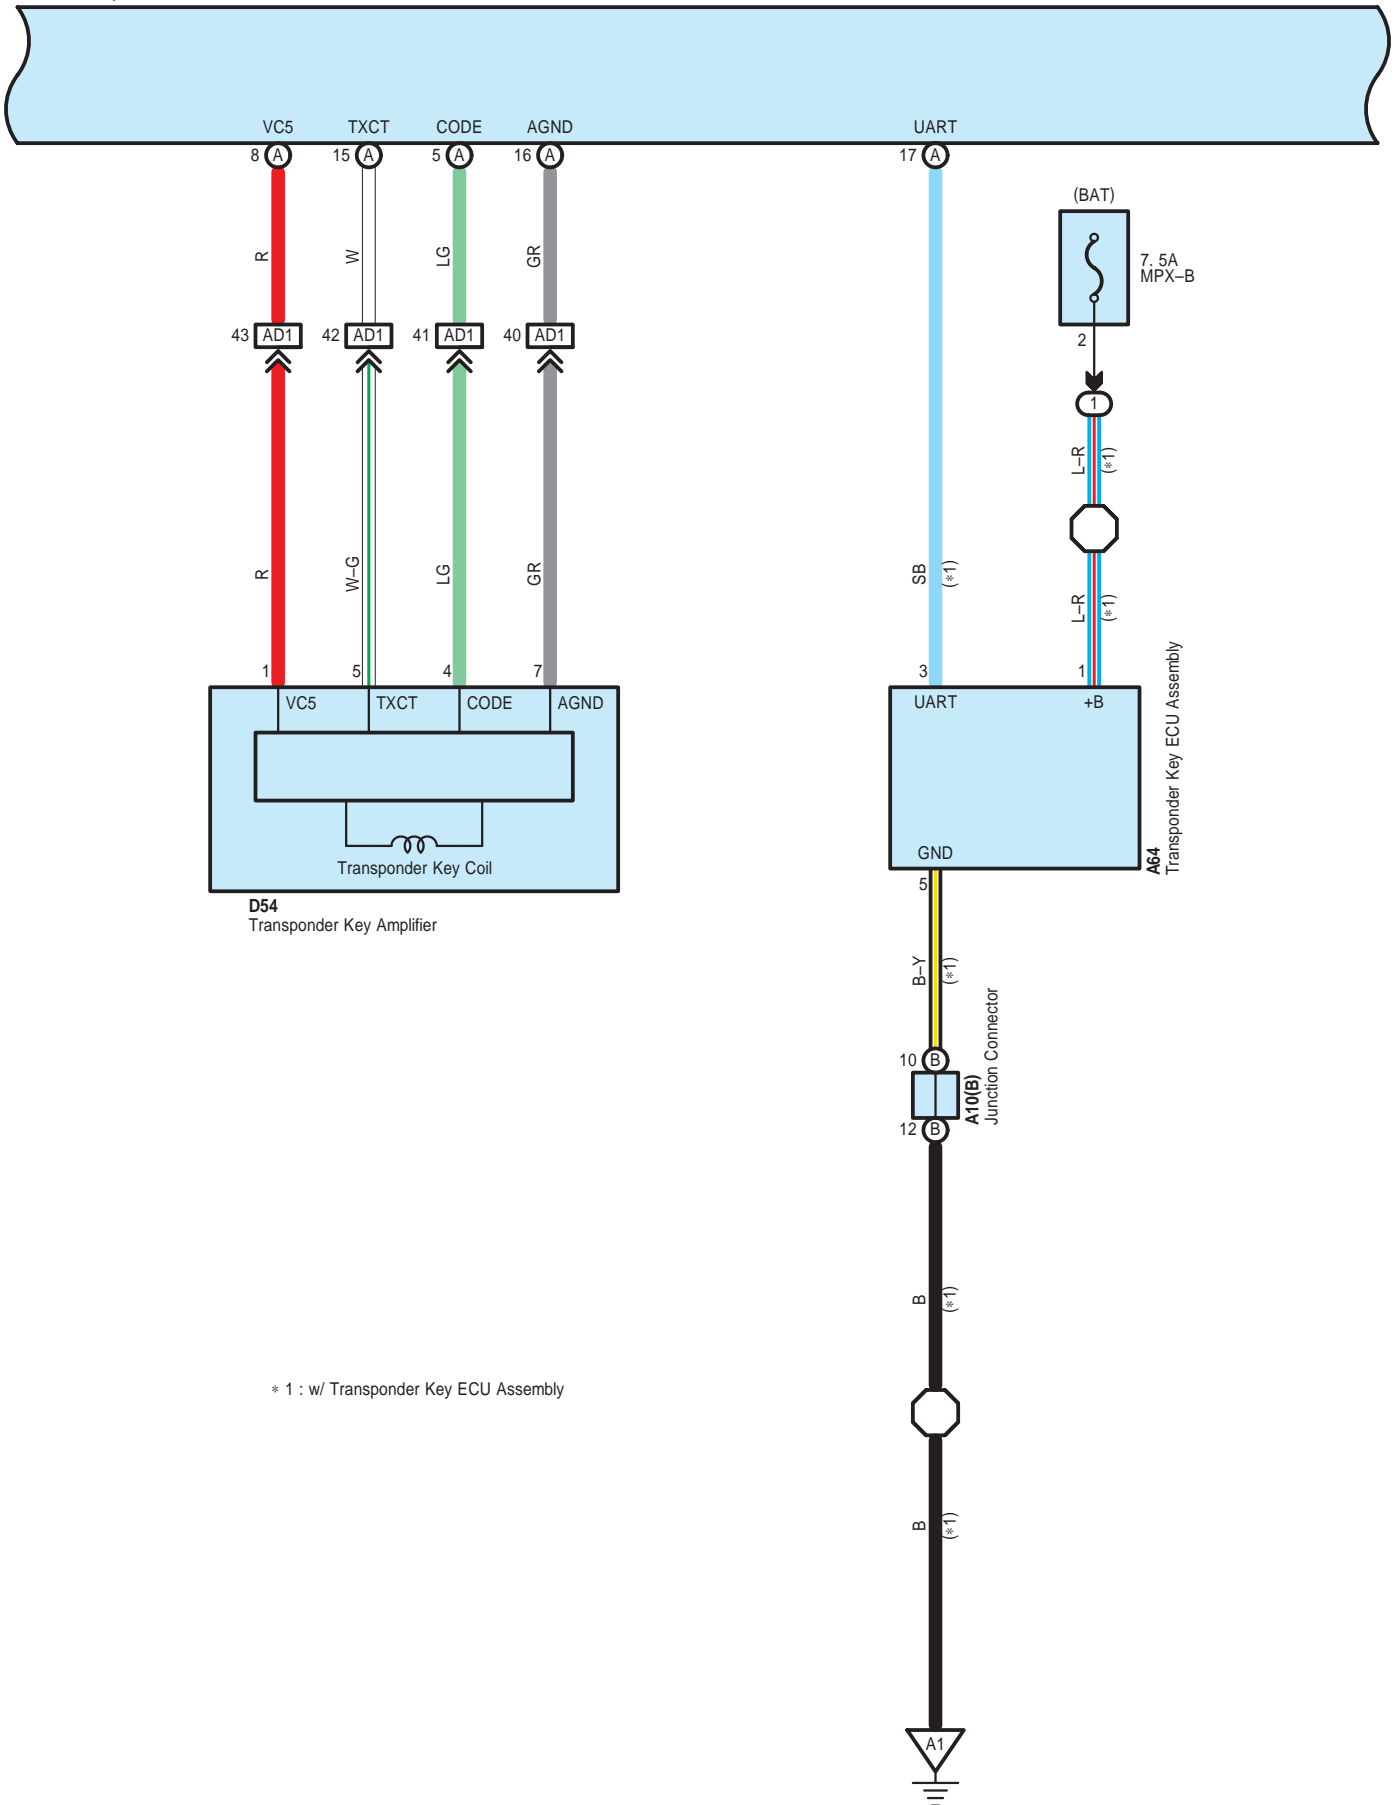 VC5 TXCT CODE AGND UART
8 A 15 A 5 A 16 A 17 A
(BAT)
7. 5A
MPX–B
R W LG GR
43 AD1 42 AD1 41 AD1 40 AD1
2
1
L–R
(*1)
R W–G LG GR
SB
(*1)
L–R
(*1)
1 5 4 7 3 1
VC5 TXCT CODE AGND
UART +B
A64
Transponder Key ECU Assembly
GND
Transponder Key Coil
5
D54
Transponder Key Amplifier
B–Y
(*1)
10 B
A10(B)
Junction Connector
12 B
B
(*1)
* 1 : w/ Transponder Key ECU Assembly
B
(*1)
A1